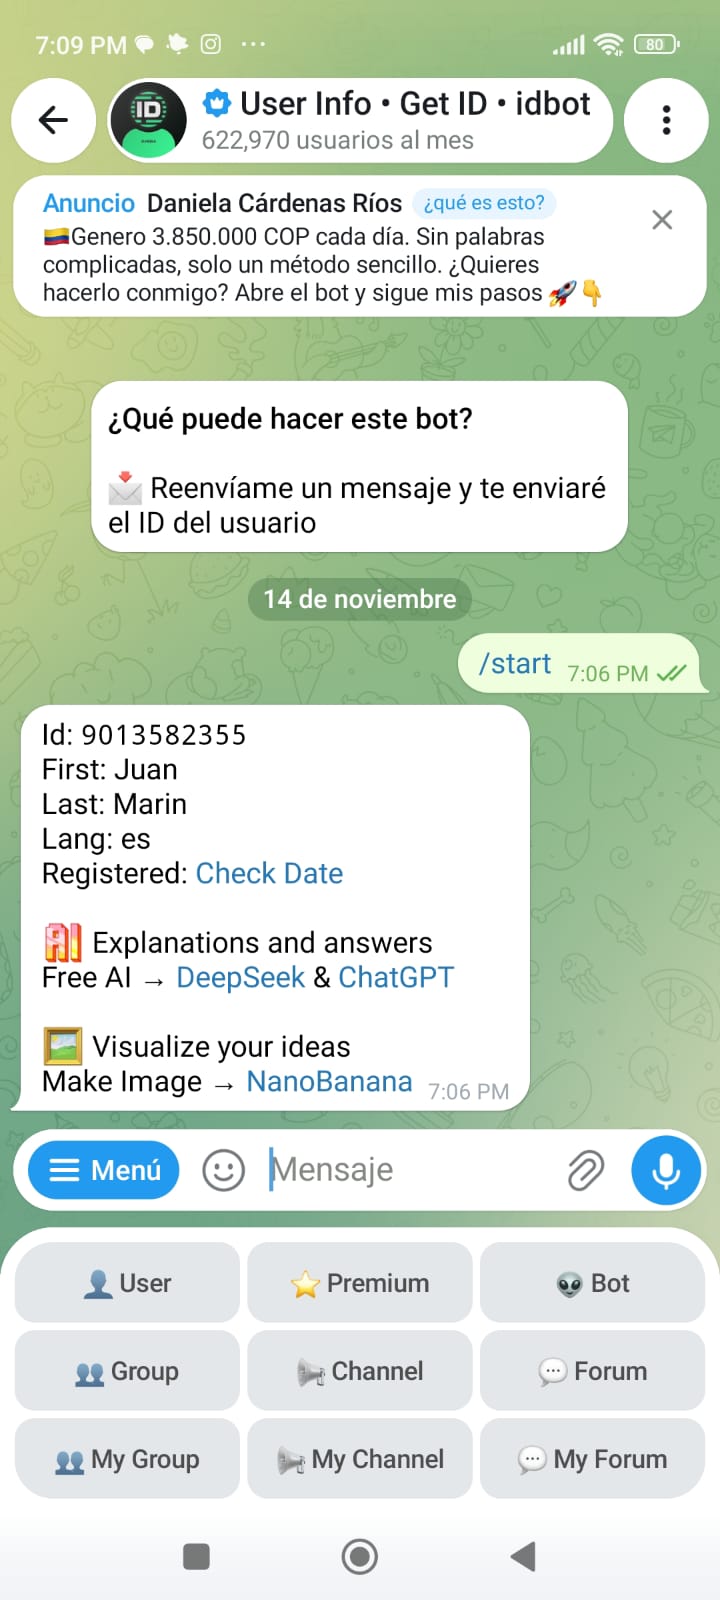 7:09 PM
80
ID
User Info • Get ID • idbot
622,970 usuarios al mes
Anuncio Daniela Cárdenas Ríos ¿qué es esto?
🇨🇴Genero 3.850.000 COP cada día. Sin palabras
complicadas, solo un método sencillo. ¿Quieres
hacerlo conmigo? Abre el bot y sigue mis pasos 🚀👇
¿Qué puede hacer este bot?
📩 Reenvíame un mensaje y te enviaré
el ID del usuario
14 de noviembre
/start 7:06 PM
Id: 9013582355
First: Juan
Last: Marin
Lang: es
Registered: Check Date
AI Explanations and answers
Free AI → DeepSeek & ChatGPT
🖼 Visualize your ideas
Make Image → NanoBanana 7:06 PM
Menú Mensaje
👤 User ⭐ Premium 👽 Bot
👥 Group 📢 Channel 💬 Forum
👥 My Group 📢 My Channel 💬 My Forum